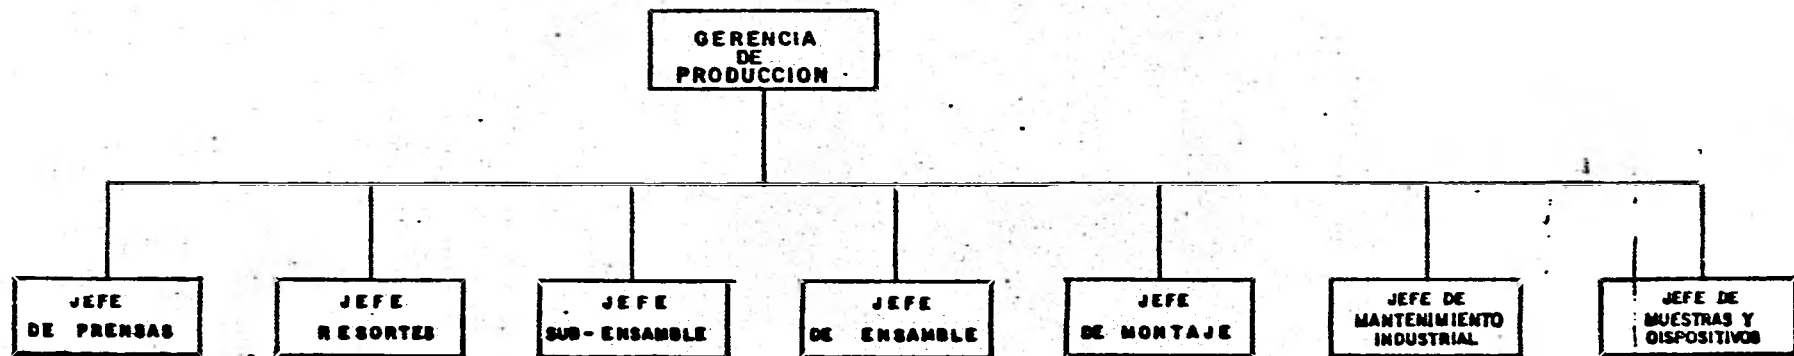 GERENCIA
DE
PRODUCCION
JEFE
DE PRENSAS
JEFE
RESORTES
JEFE
SUB-ENSAMBLE
JEFE
DE ENSAMBLE
JEFE
DE MONTAJE
JEFE DE
MANTENIMIENTO
INDUSTRIAL
JEFE DE
MUESTRAS Y
DISPOSITIVOS